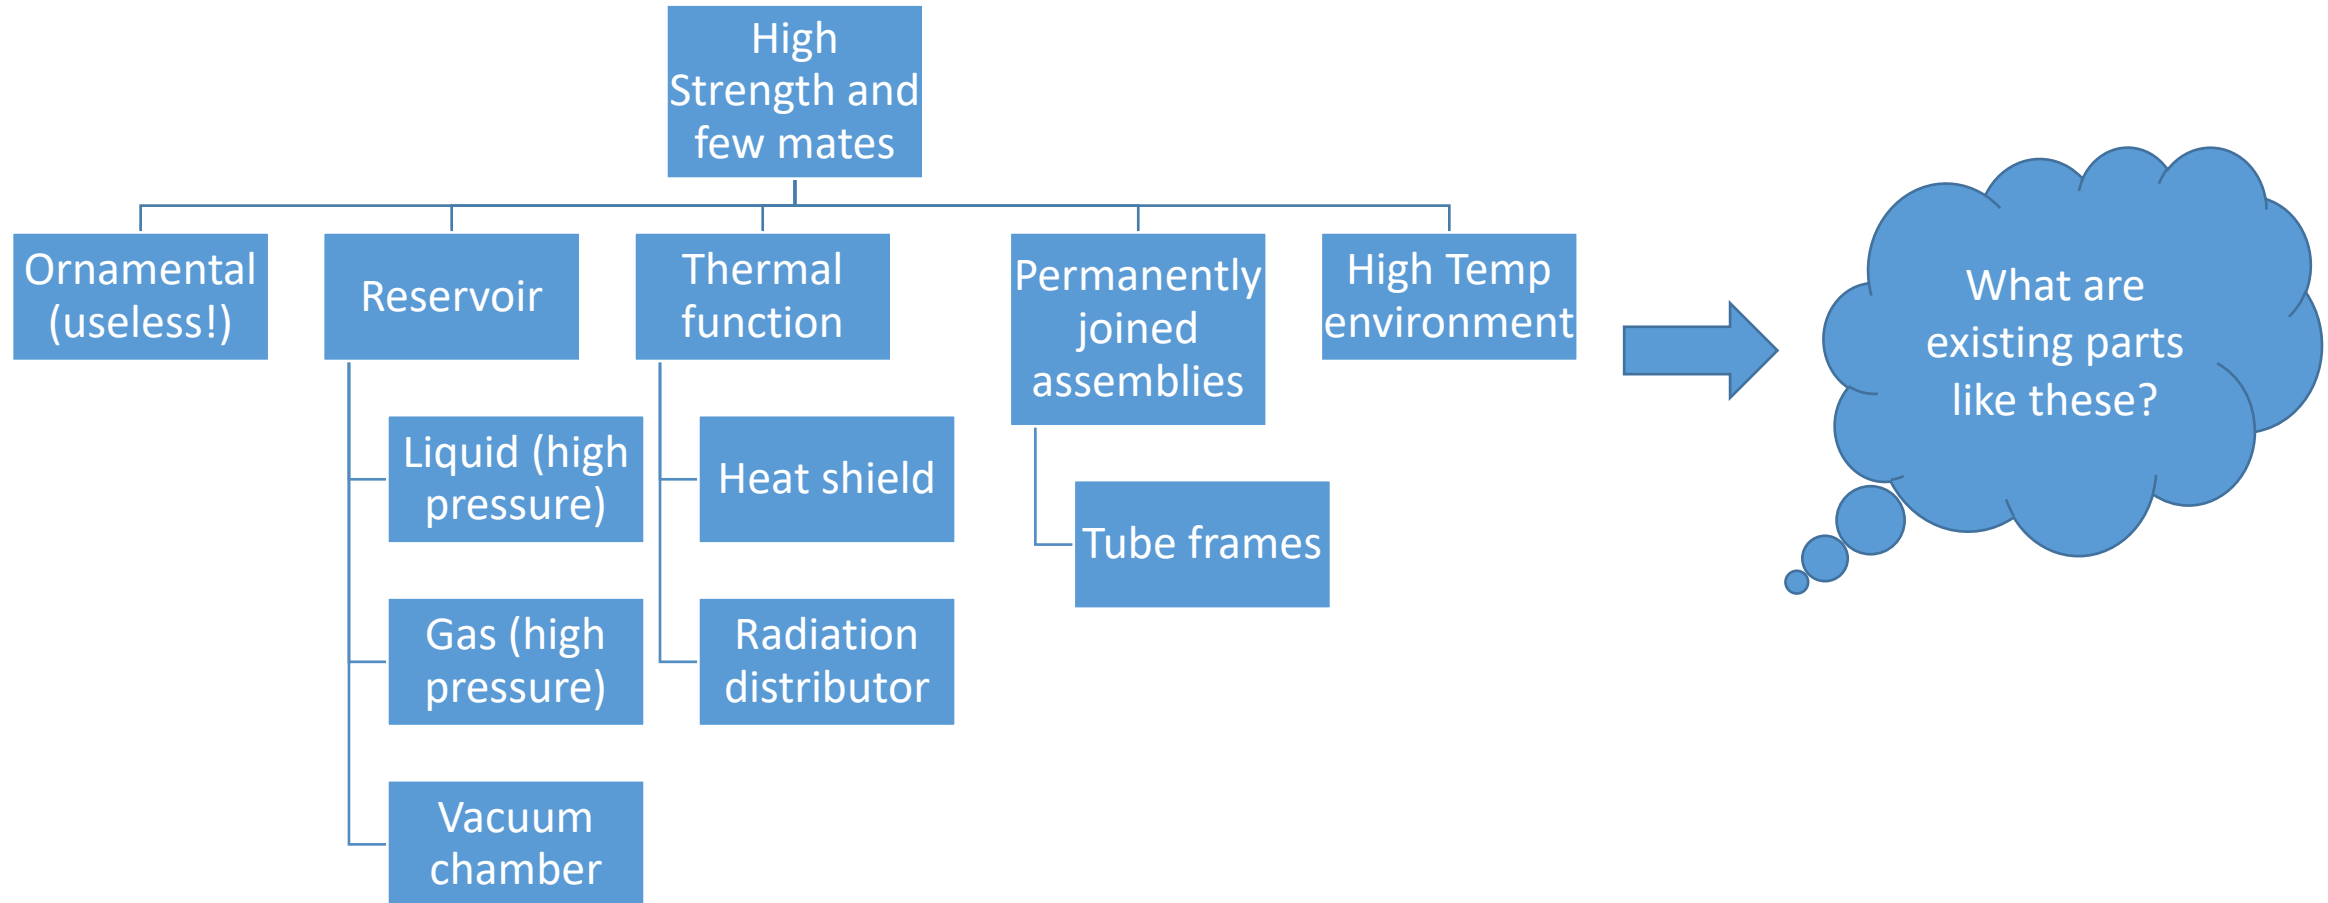 High
Strength and
few mates
Ornamental
(useless!)
Reservoir
Thermal
function
Permanently
joined
assemblies
High Temp
environment
Liquid (high
pressure)
Gas (high
pressure)
Vacuum
chamber
Heat shield
Radiation
distributor
Tube frames
What are
existing parts
like these?